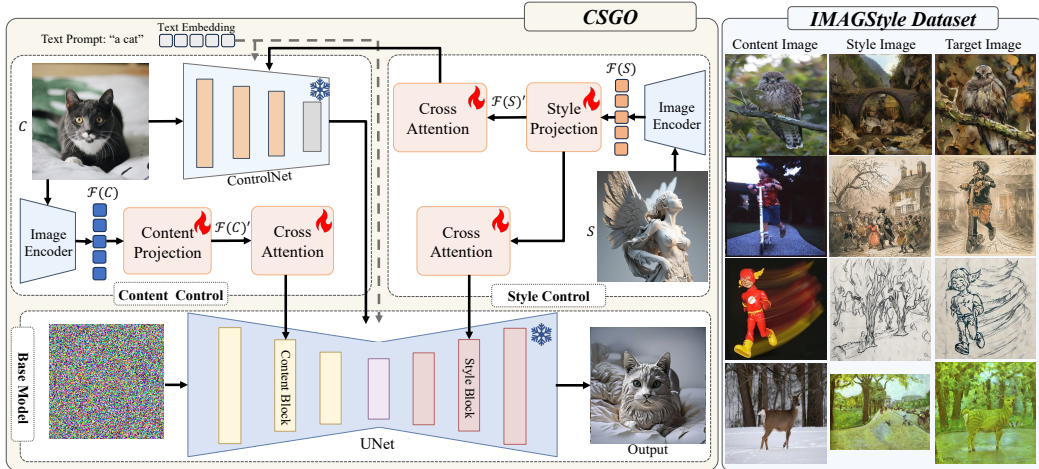 CSGO
Text Prompt: "a cat"
Text Embedding
C
ControlNet
Image
Encoder
F(C)
Content
Projection
F(C)'
Cross
Attention
Content Control
Cross
Attention
F(S)'
Style
Projection
F(S)
Image
Encoder
Cross
Attention
S
Style Control
Base Model
Content Block
UNet
Style Block
Output
IMAGStyle Dataset
Content Image
Style Image
Target Image